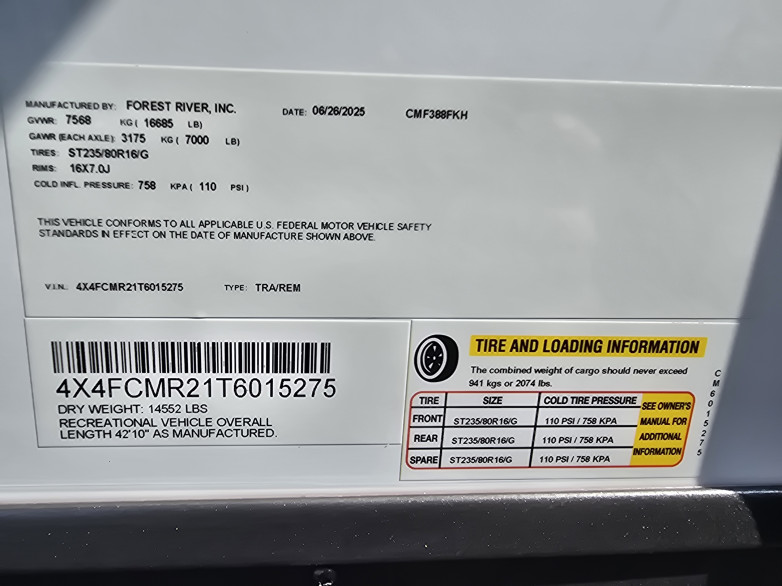 MANUFACTURED BY: FOREST RIVER, INC. DATE: 06/26/2025 CMF388FKH
GVWR: 7568 KG ( 16685 LB)
GAWR (EACH AXLE): 3175 KG ( 7000 LB)
TIRES: ST235/80R16/G
RIMS: 16X7.0J
COLD INFL. PRESSURE: 758 KPA ( 110 PSI)
THIS VEHICLE CONFORMS TO ALL APPLICABLE U.S. FEDERAL MOTOR VEHICLE SAFETY
STANDARDS IN EFFECT ON THE DATE OF MANUFACTURE SHOWN ABOVE.
V.I.N.: 4X4FCMR21T6015275 TYPE: TRA/REM
4X4FCMR21T6015275
DRY WEIGHT: 14552 LBS
RECREATIONAL VEHICLE OVERALL
LENGTH 42'10" AS MANUFACTURED.
TIRE AND LOADING INFORMATION
The combined weight of cargo should never exceed
941 kgs or 2074 lbs.
TIRE SIZE COLD TIRE PRESSURE
FRONT ST235/80R16/G 110 PSI / 758 KPA
REAR ST235/80R16/G 110 PSI / 758 KPA
SPARE ST235/80R16/G 110 PSI / 758 KPA
SEE OWNER'S
MANUAL FOR
ADDITIONAL
INFORMATION
CM6015275